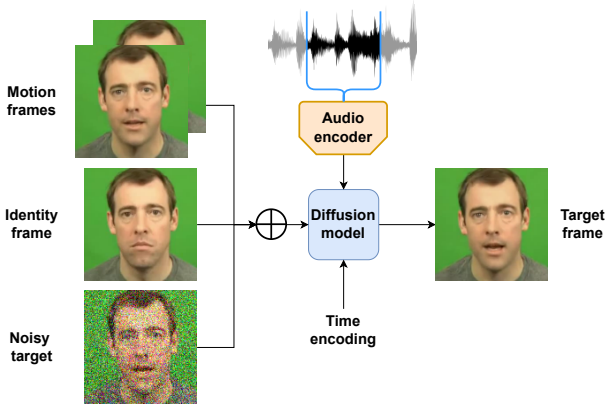 Motion
frames
Audio
encoder
Identity
frame
Diffusion
model
Target
frame
Noisy
target
Time
encoding